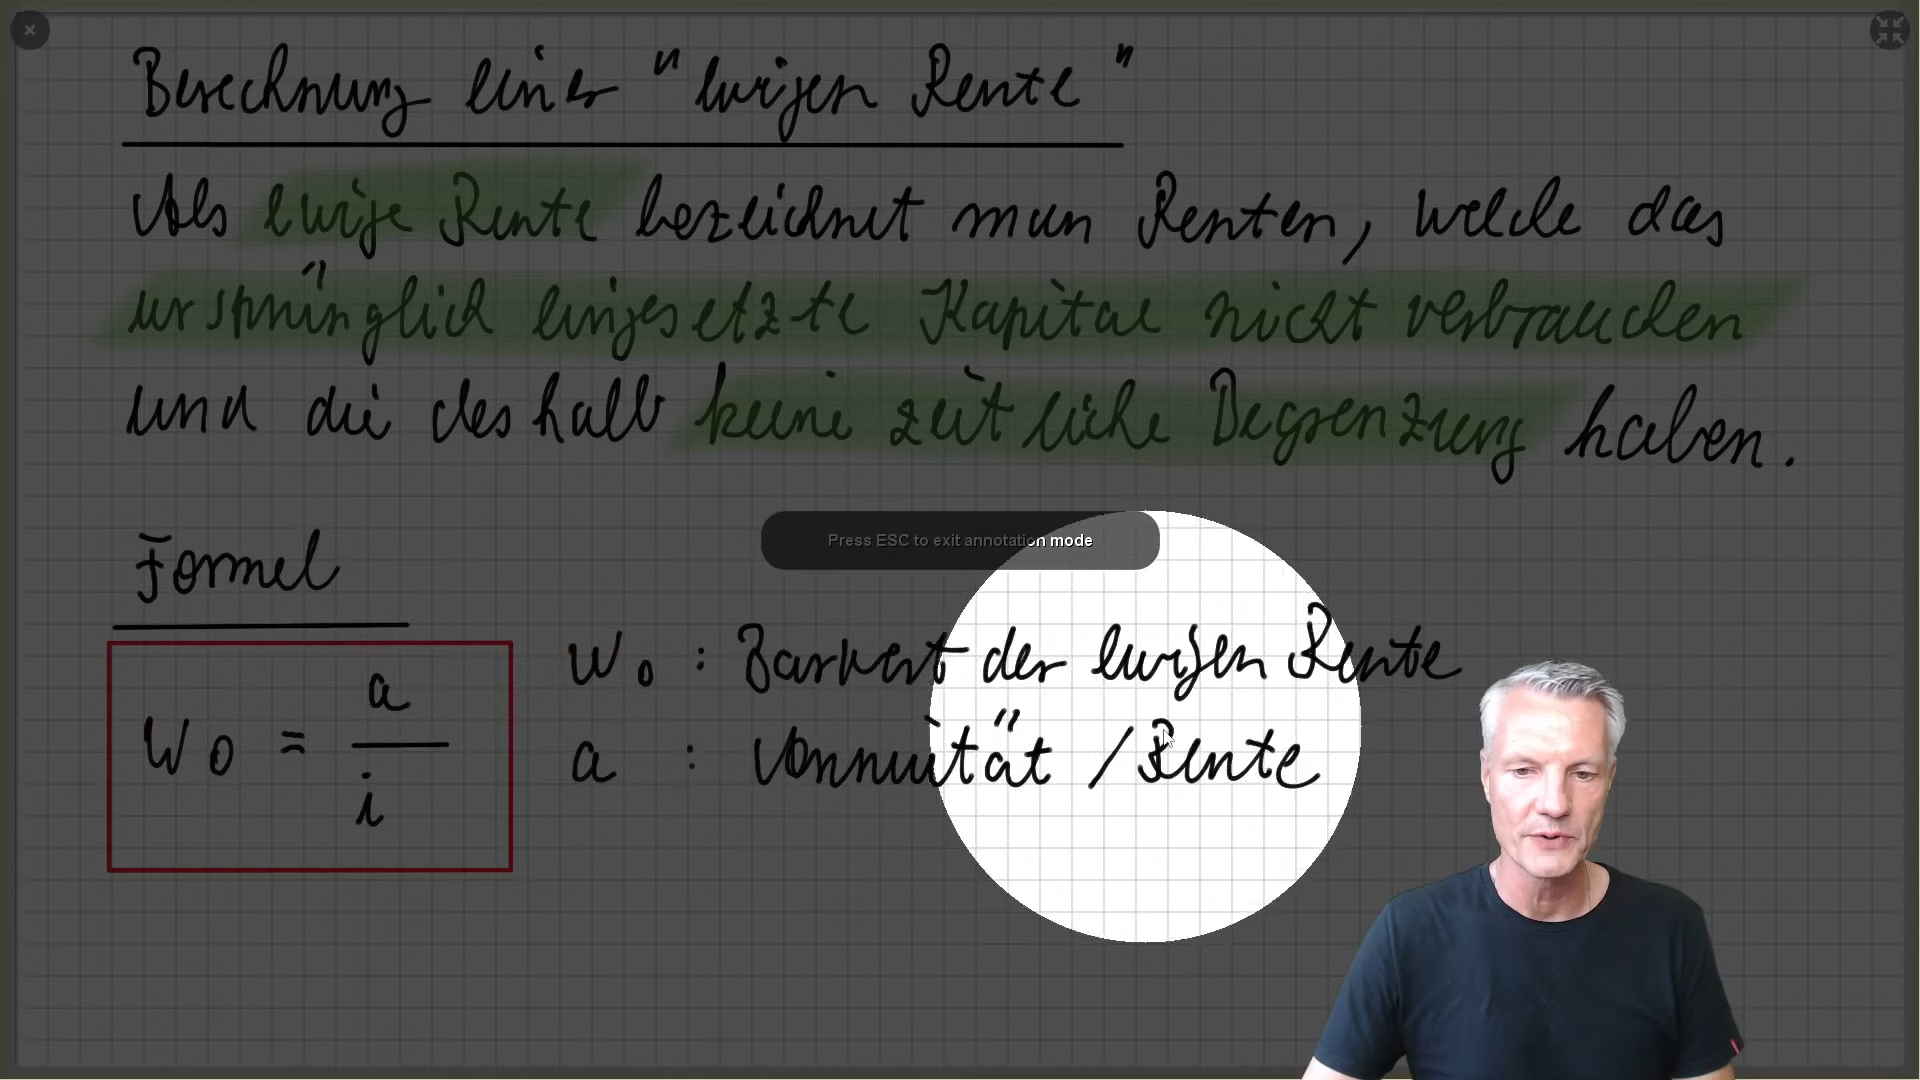 Berechnung einer "ewigen Rente"
Als ewige Rente bezeichnet man Renten, welche das
ursprünglich eingesetzte Kapital nicht verbrauchen
und die deshalb keine zeitliche Begrenzung haben.
Press ESC to exit annotation mode
Formel
W0 = a / i
W0 : Barwert der ewigen Rente
a : Annuität / Rente